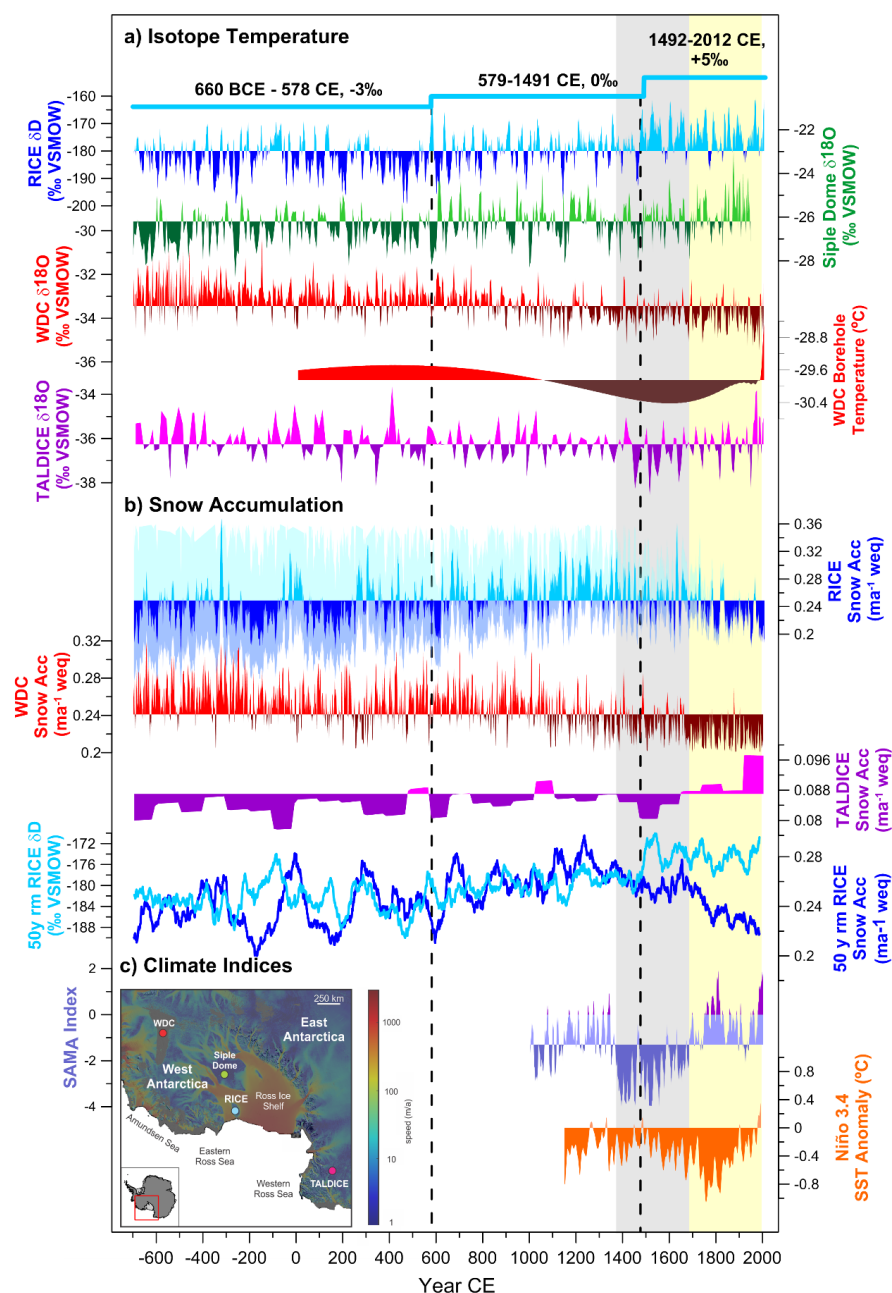 a) Isotope Temperature
1492-2012 CE,
+5‰
660 BCE - 578 CE, -3‰
579-1491 CE, 0‰
-160
-170
-180
-190
-200
RICE δD
(‰ VSMOW)
-22
-24
-26
-28
Siple Dome δ18O
(‰ VSMOW)
-30
-32
-34
-36
WDC δ18O
(‰ VSMOW)
-28.8
-29.6
-30.4
WDC Borehole
Temperature (ºC)
-34
-36
-38
TALDICE δ18O
(‰ VSMOW)
b) Snow Accumulation
0.36
0.32
0.28
0.24
0.2
RICE
Snow Acc
(ma⁻¹ weq)
0.32
0.28
0.24
0.2
WDC
Snow Acc
(ma⁻¹ weq)
0.096
0.088
0.08
TALDICE
Snow Acc
(ma⁻¹ weq)
-172
-176
-180
-184
-188
50y rm RICE δD
(‰ VSMOW)
0.28
0.24
0.2
50 y rm RICE
Snow Acc
(ma-¹ weq)
c) Climate Indices
2
0
-2
-4
SAMA Index
0.8
0.4
0
-0.4
-0.8
Niño 3.4
SST Anomaly (ºC)
250 km
WDC
East
Antarctica
Siple
Dome
West
Antarctica
RICE
Ross Ice
Shelf
Amundsen Sea
Eastern
Ross Sea
Western
Ross Sea
TALDICE
1000
100
10
1
speed (m/a)
-600 -400 -200 0 200 400 600 800 1000 1200 1400 1600 1800 2000
Year CE